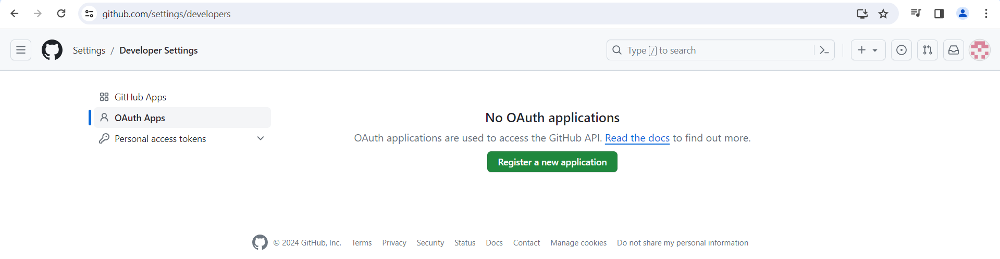 github.com/settings/developers
Settings / Developer Settings
Type / to search
GitHub Apps
OAuth Apps
Personal access tokens
No OAuth applications
OAuth applications are used to access the GitHub API. Read the docs to find out more.
Register a new application
© 2024 GitHub, Inc. Terms Privacy Security Status Docs Contact Manage cookies Do not share my personal information